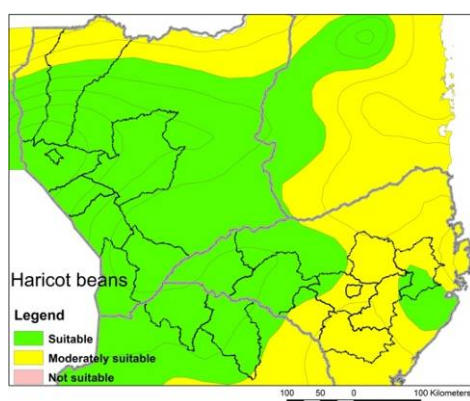 Haricot beans
Legend
Suitable
Moderately suitable
Not suitable
100 50 0 100 Kilometers